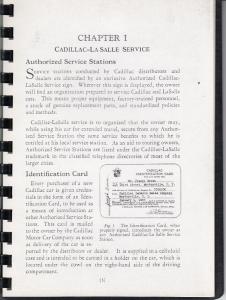 CHAPTER I
CADILLAC-LA SALLE SERVICE
Authorized Service Stations
Service stations conducted by Cadillac distributors and
dealers are identified by an exclusive Authorized Cadillac-
LaSalle Service sign. Wherever this sign is displayed, the owner
will find an organization prepared to service Cadillac and LaSalle
cars. This means proper equipment, factory-trained personnel,
a stock of genuine replacement parts, and standardized policies
and methods.
Cadillac-LaSalle service is so organized that the owner may,
while using his car for extended travel, secure from any Author-
ized Service Station the same service benefits to which he is
entitled at his local service station. As an aid to touring owners,
Authorized Service Stations are listed under the Cadillac-LaSalle
trademark in the classified telephone directories of most of the
larger cities.
Identification Card
Every purchaser of a new
Cadillac car is given creden-
tials in the form of an Iden-
tification Card, to be used as
a means of introduction at
other Authorized Service Sta-
tions. This card is mailed
to the owner by the Cadillac
Motor Car Company as soon
as delivery of the car is re-
ported by the distributor or dealer. It is supplied in a celluloid
case and is intended to be carried in a holder on the car, which is
located under the cowl on the right-hand side of the driving
compartment.
IDENTIFICATION CARD
Fig. 1 The Identification Card, when
properly signed, introduces the owner at
any Authorized Cadillac-La Salle Service
Station.